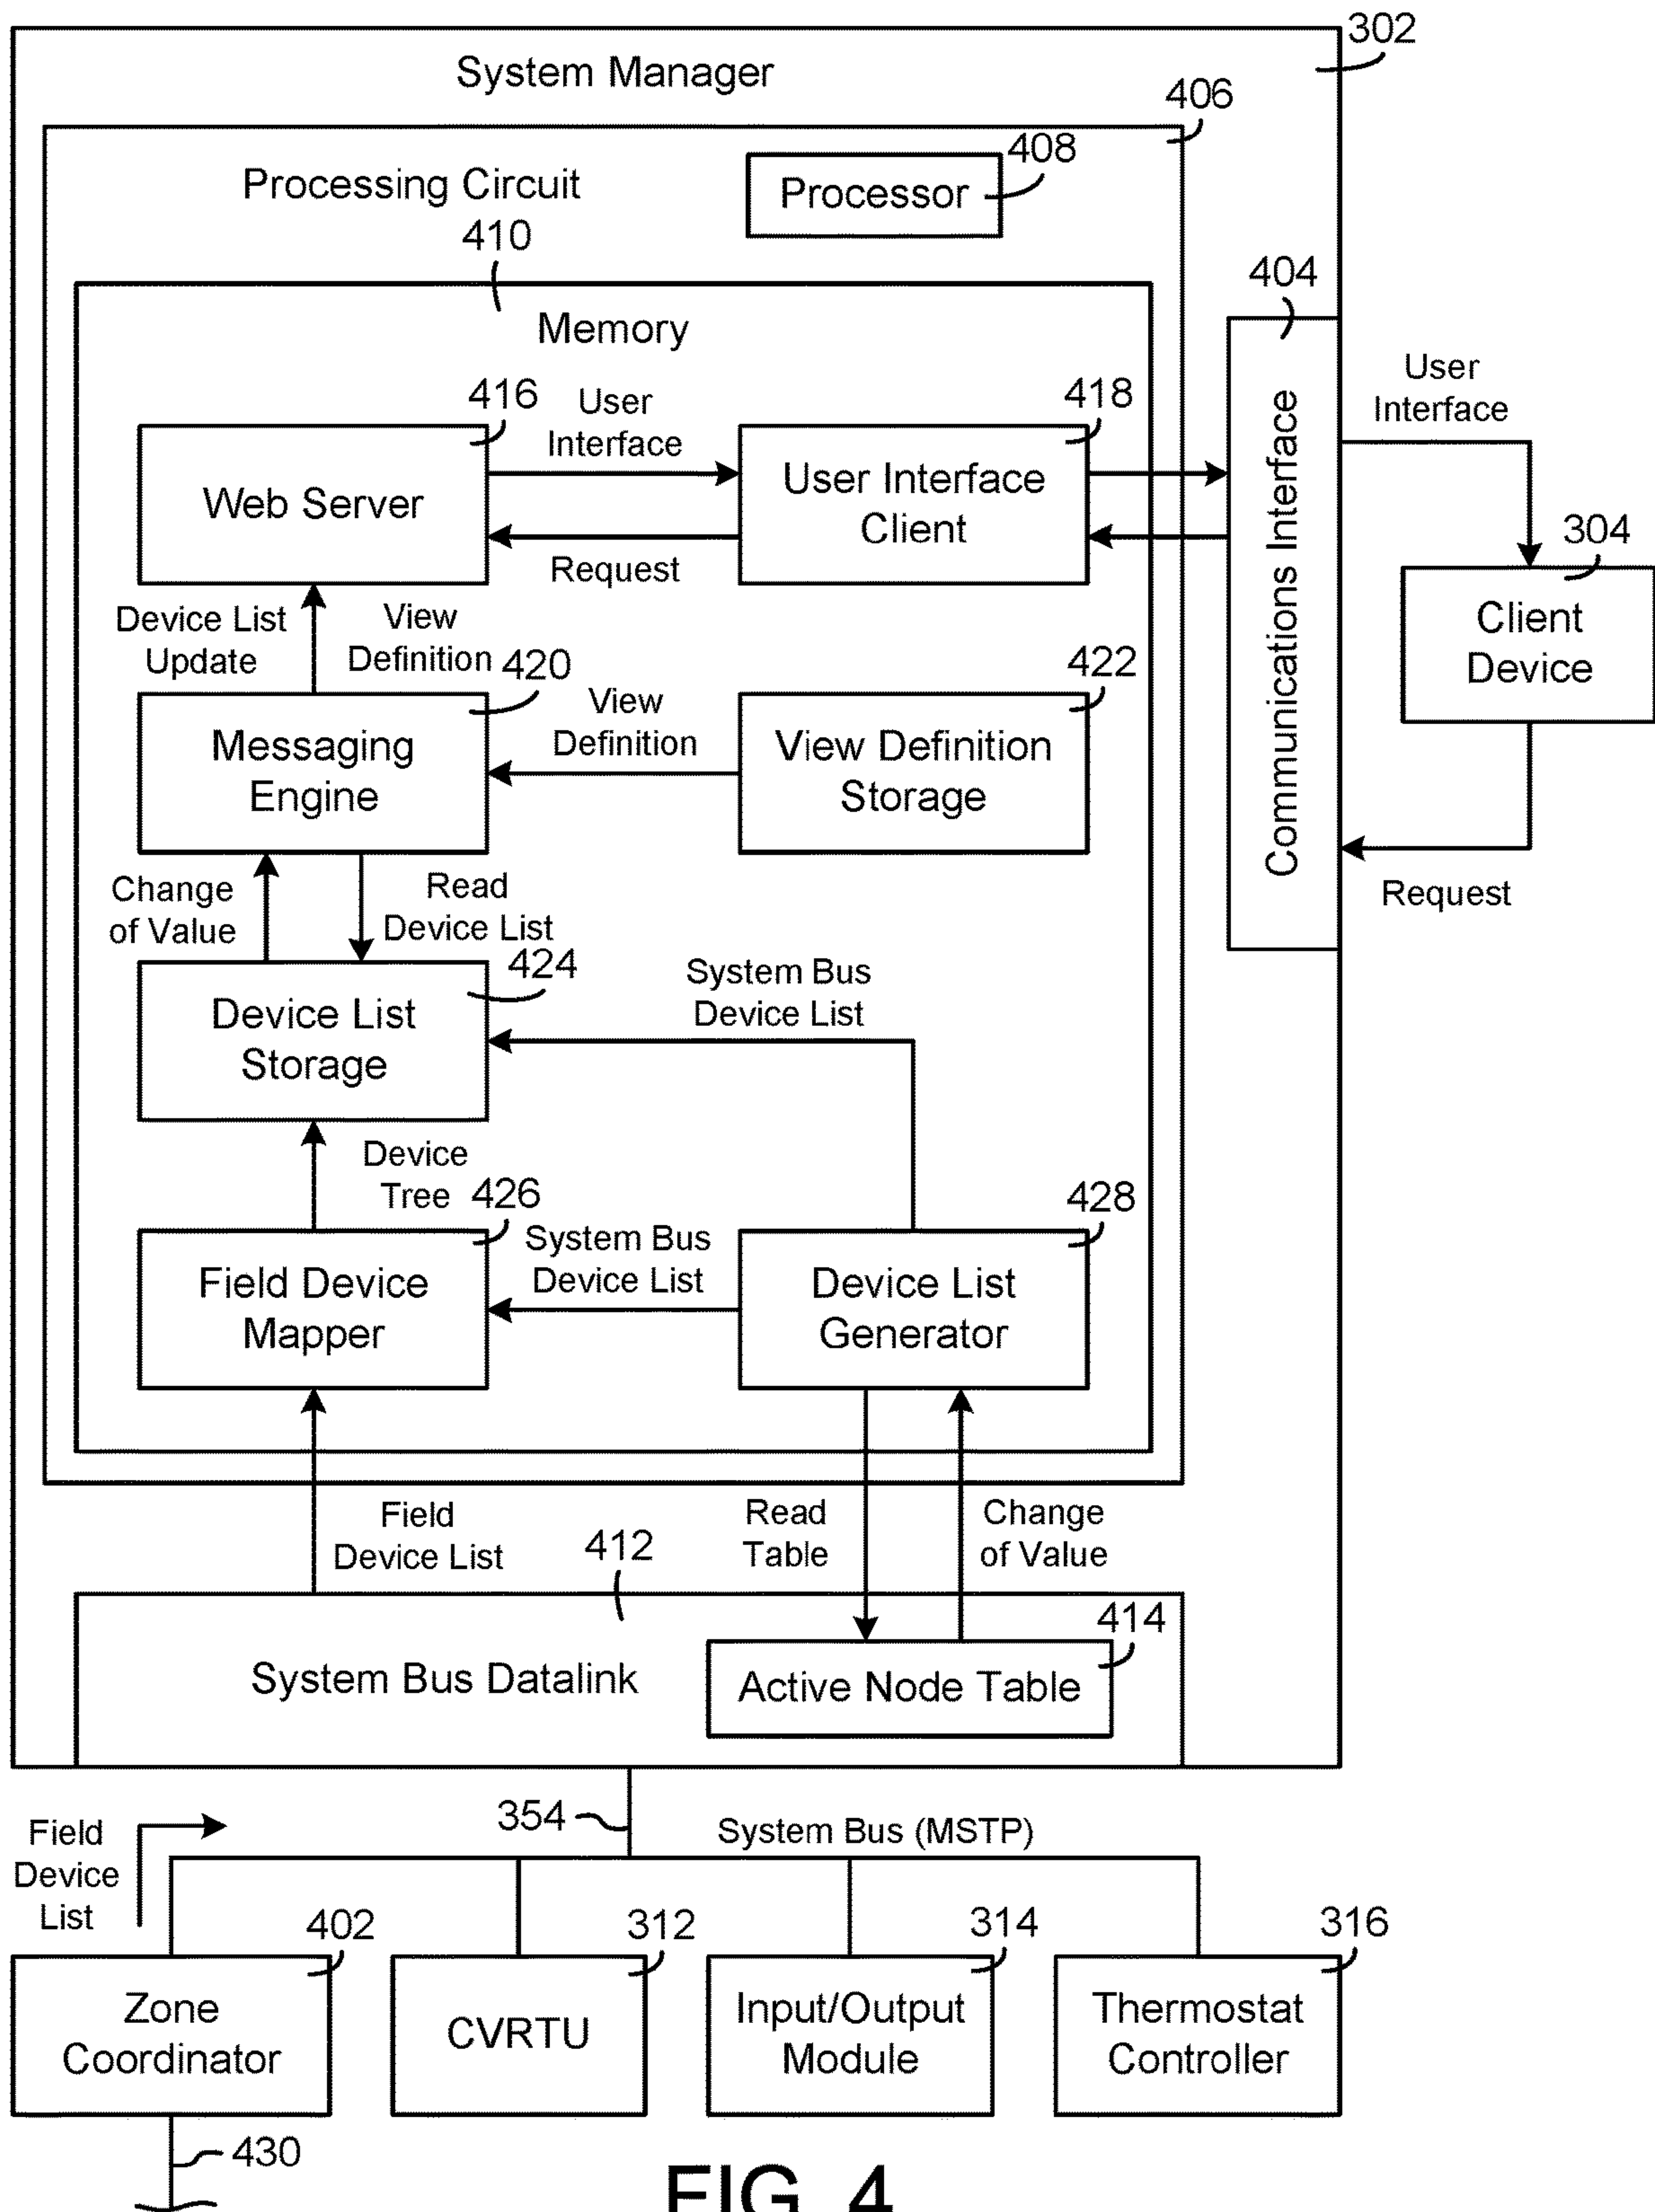 302
System Manager
406
Processing Circuit
408
Processor
410
Memory
404
Communications Interface
416
User
Interface
418
Web Server
User Interface
Client
Request
User
Interface
304
Client
Device
Request
Device List
Update
View
Definition
420
View
Definition
422
Messaging
Engine
View Definition
Storage
Change
of Value
Read
Device List
424
System Bus
Device List
Device List
Storage
Device
Tree
426
System Bus
Device List
428
Field Device
Mapper
Device List
Generator
Field
Device List
412
Read
Table
Change
of Value
414
System Bus Datalink
Active Node Table
354
System Bus (MSTP)
Field
Device
List
402
312
314
316
Zone
Coordinator
CVRTU
Input/Output
Module
Thermostat
Controller
430
FIG. 4